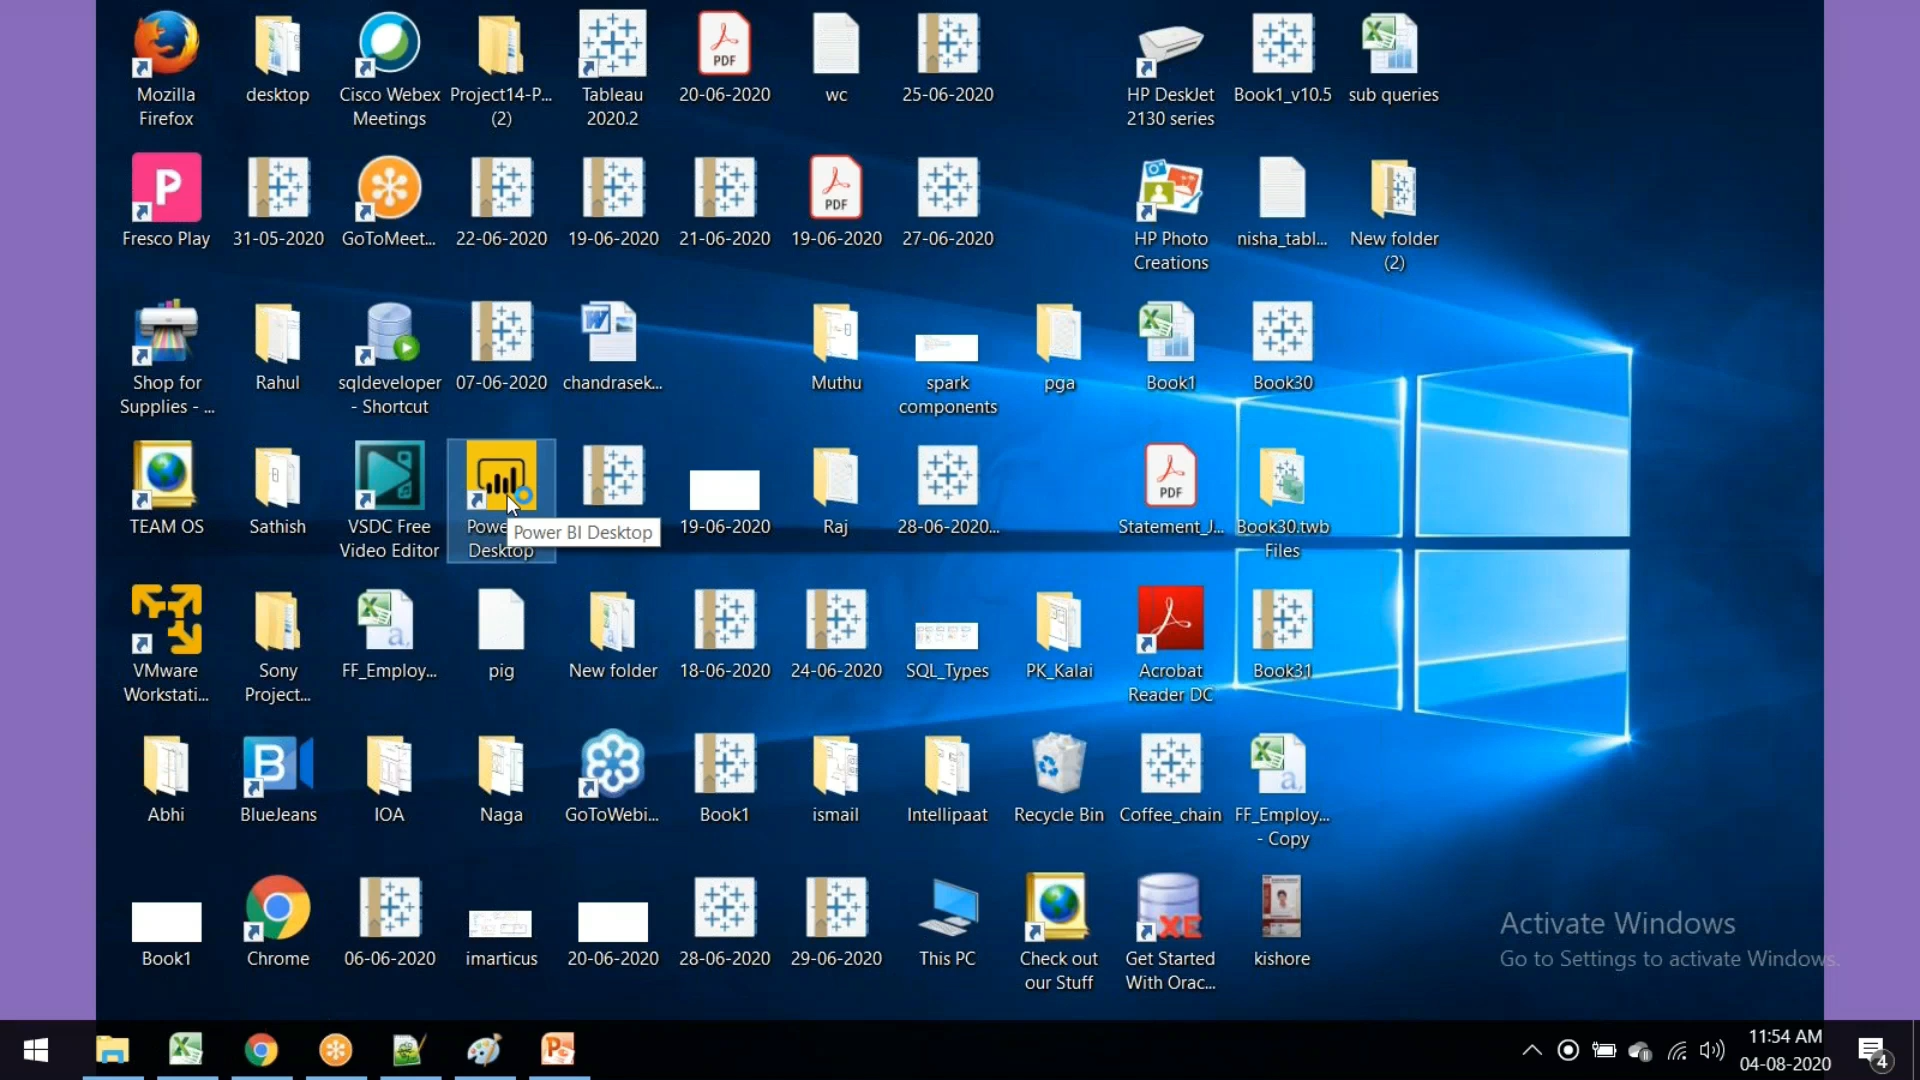 Mozilla
Firefox
desktop
Cisco Webex
Meetings
Project14-P...
(2)
Tableau
2020.2
PDF
20-06-2020
wc
25-06-2020
HP DeskJet
2130 series
Book1_v10.5
sub queries
P
Fresco Play
31-05-2020
GoToMeet...
22-06-2020
19-06-2020
21-06-2020
PDF
19-06-2020
27-06-2020
HP Photo
Creations
nisha_tabl...
New folder
(2)
Shop for
Supplies - ...
Rahul
sqldeveloper
- Shortcut
07-06-2020
W
chandrasek...
Muthu
spark
components
pga
Book1
Book30
TEAM OS
Sathish
VSDC Free
Video Editor
Desktop
Power BI Desktop
19-06-2020
Raj
28-06-2020...
PDF
Statement_J...
Book30.twb
Files
VMware
Workstati...
Sony
Project...
a,
FF_Employ...
pig
New folder
18-06-2020
24-06-2020
SQL_Types
PK_Kalai
Acrobat
Reader DC
Book31
Abhi
B
BlueJeans
IOA
Naga
GoToWebi...
Book1
ismail
Intellipaat
Recycle Bin
Coffee_chain
a,
FF_Employ...
- Copy
Book1
Chrome
06-06-2020
imarticus
20-06-2020
28-06-2020
29-06-2020
This PC
Check out
our Stuff
XE
Get Started
With Orac...
kishore
Activate Windows
Go to Settings to activate Windows.
11:54 AM
04-08-2020
4